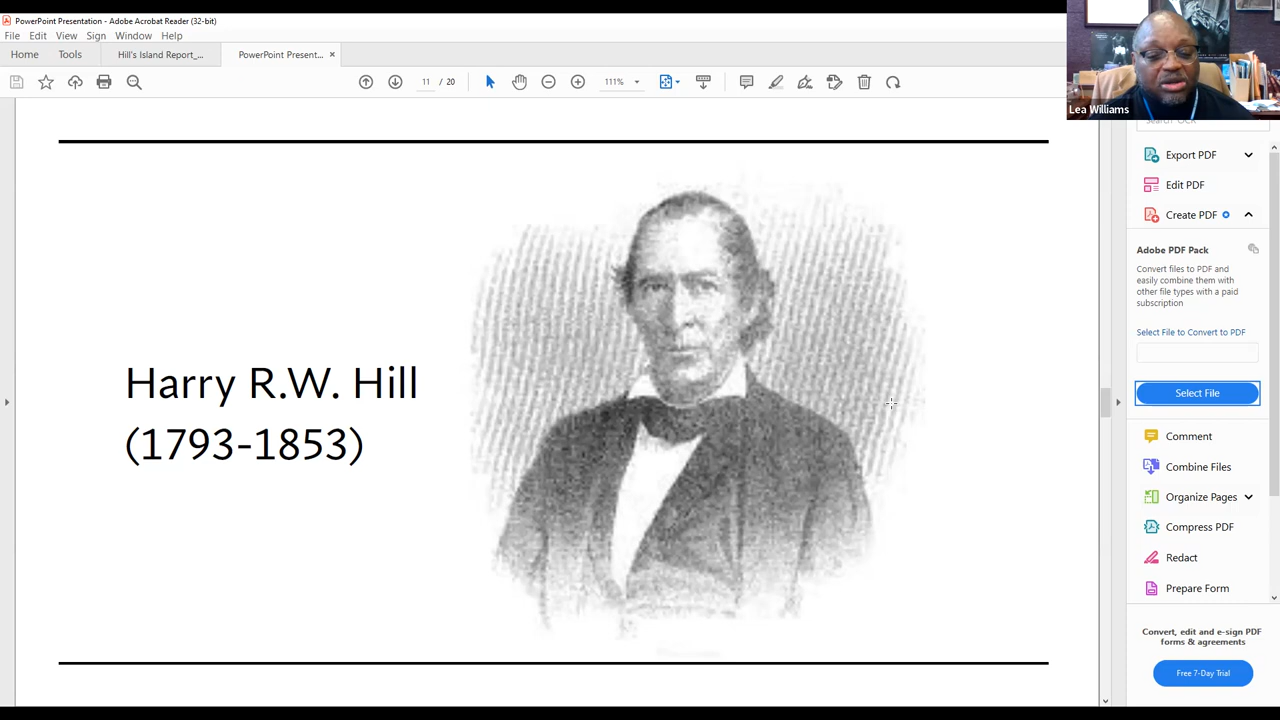 PowerPoint Presentation - Adobe Acrobat Reader (32-bit)
File Edit View Sign Window Help
Home Tools Hill's Island Report_... PowerPoint Present... ×
11 / 20 111%
Lea Williams
Search 'OCR'
Export PDF
Edit PDF
Create PDF
Adobe PDF Pack
Convert files to PDF and
easily combine them with
other file types with a paid
subscription
Select File to Convert to PDF
Select File
Comment
Combine Files
Organize Pages
Compress PDF
Redact
Prepare Form
Convert, edit and e-sign PDF
forms & agreements
Free 7-Day Trial
Harry R.W. Hill
(1793-1853)